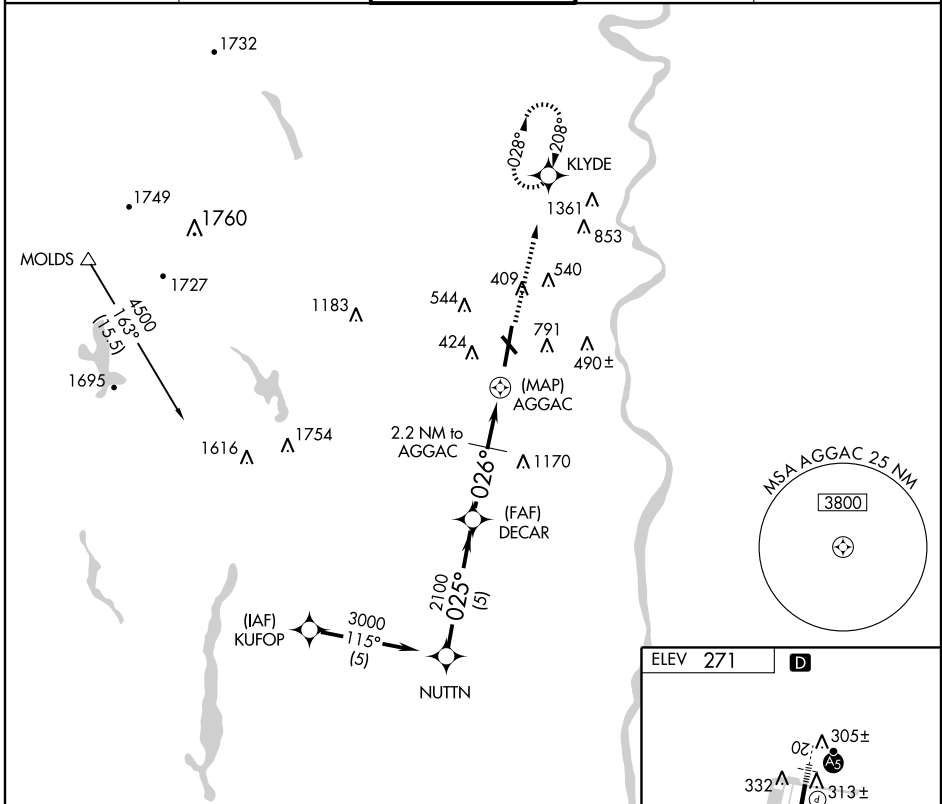 1732
028°
208°
KLYDE
1749
1760
1361
853
MOLDS
1727
409
540
4500
163°
(15.5)
1183
544
791
424
490±
1695
(MAP)
AGGAC
2.2 NM to
AGGAC
1616
1754
1170
026°
MSA AGGAC 25 NM
3800
(FAF)
DECAR
2100
025°
(5)
(IAF)
KUFOP
3000
115°
(5)
NUTTN
ELEV 271 D
20
305±
A5
332
313±
P